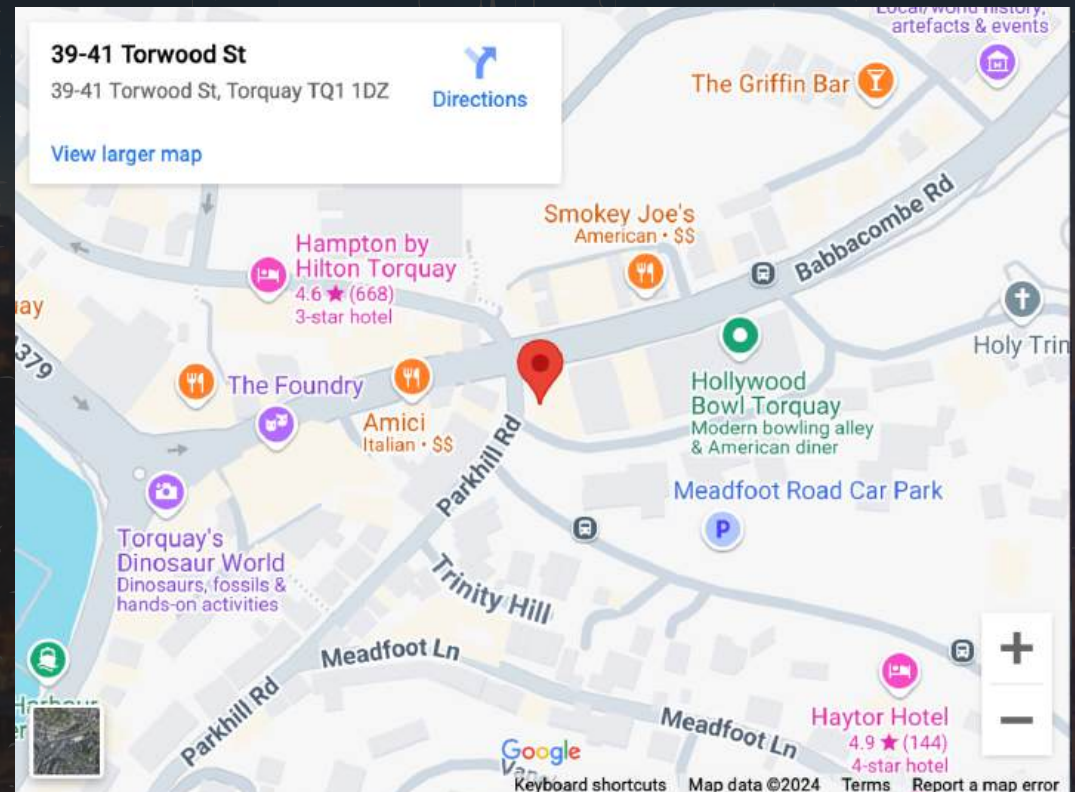 39-41 Torwood St
39-41 Torwood St, Torquay TQ1 1DZ
Directions
View larger map
Local/world history,
artefacts & events
The Griffin Bar
Smokey Joe's
American • $$
Babbacombe Rd
Hampton by
Hilton Torquay
4.6 ★ (668)
3-star hotel
Holy Trin
The Foundry
Amici
Italian • $$
Hollywood
Bowl Torquay
Modern bowling alley
& American diner
Parkhill Rd
Meadfoot Road Car Park
P
Torquay's
Dinosaur World
Dinosaurs, fossils &
hands-on activities
Trinity Hill
Meadfoot Ln
Parkhill Rd
Meadfoot Ln
Haytor Hotel
4.9 ★ (144)
4-star hotel
Google
Keyboard shortcuts
Map data ©2024
Terms
Report a map error